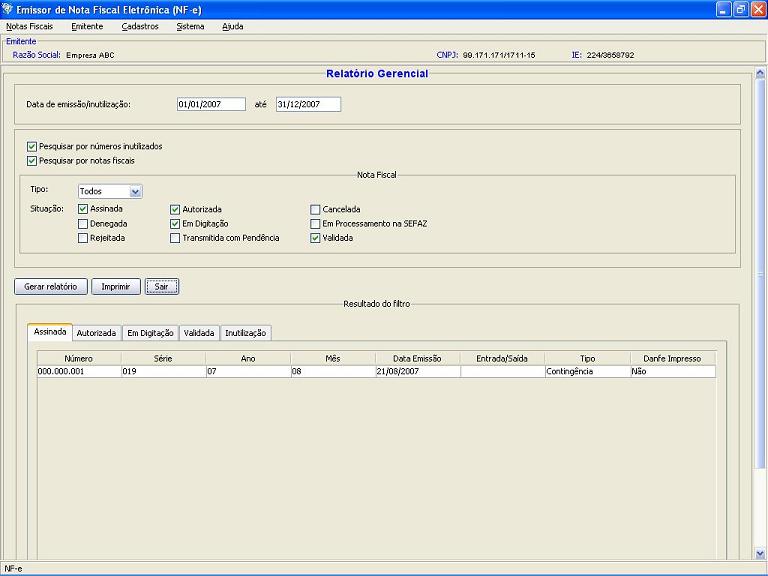 Emissor de Nota Fiscal Eletrônica (NF-e)
Notas Fiscais Emitente Cadastros Sistema Ajuda
Emitente
Razão Social: Empresa ABC CNPJ: 99.171.171/1711-15 IE: 224/3658792
Relatório Gerencial
Data de emissão/inutilização: 01/01/2007 até 31/12/2007
Pesquisar por números inutilizados
Pesquisar por notas fiscais
Nota Fiscal
Tipo: Todos
Situação: Assinada Autorizada Cancelada
Denegada Em Digitação Em Processamento na SEFAZ
Rejeitada Transmitida com Pendência Validada
Gerar relatório Imprimir Sair
Resultado do filtro
Assinada Autorizada Em Digitação Validada Inutilização
Número Série Ano Mês Data Emissão Entrada/Saída Tipo Danfe Impresso
000.000.001 019 07 08 21/08/2007 Contingência Não
NF-e